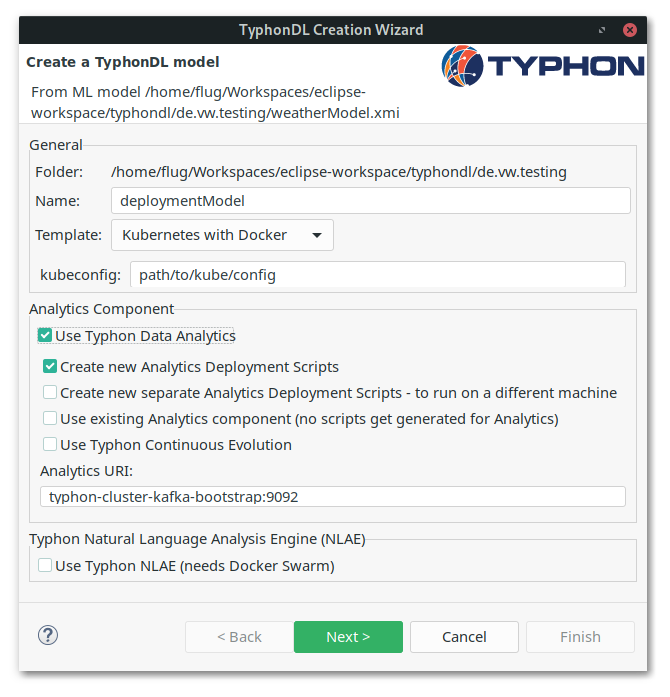 TyphonDL Creation Wizard
Create a TyphonDL model
TYPHON
From ML model /home/flug/Workspaces/eclipse-
workspace/typhondl/de.vw.testing/weatherModel.xmi
General
Folder: /home/flug/Workspaces/eclipse-workspace/typhondl/de.vw.testing
Name: deploymentModel
Template: Kubernetes with Docker
kubeconfig: path/to/kube/config
Analytics Component
Use Typhon Data Analytics
Create new Analytics Deployment Scripts
Create new separate Analytics Deployment Scripts - to run on a different machine
Use existing Analytics component (no scripts get generated for Analytics)
Use Typhon Continuous Evolution
Analytics URI:
typhon-cluster-kafka-bootstrap:9092
Typhon Natural Language Analysis Engine (NLAE)
Use Typhon NLAE (needs Docker Swarm)
? < Back Next > Cancel Finish